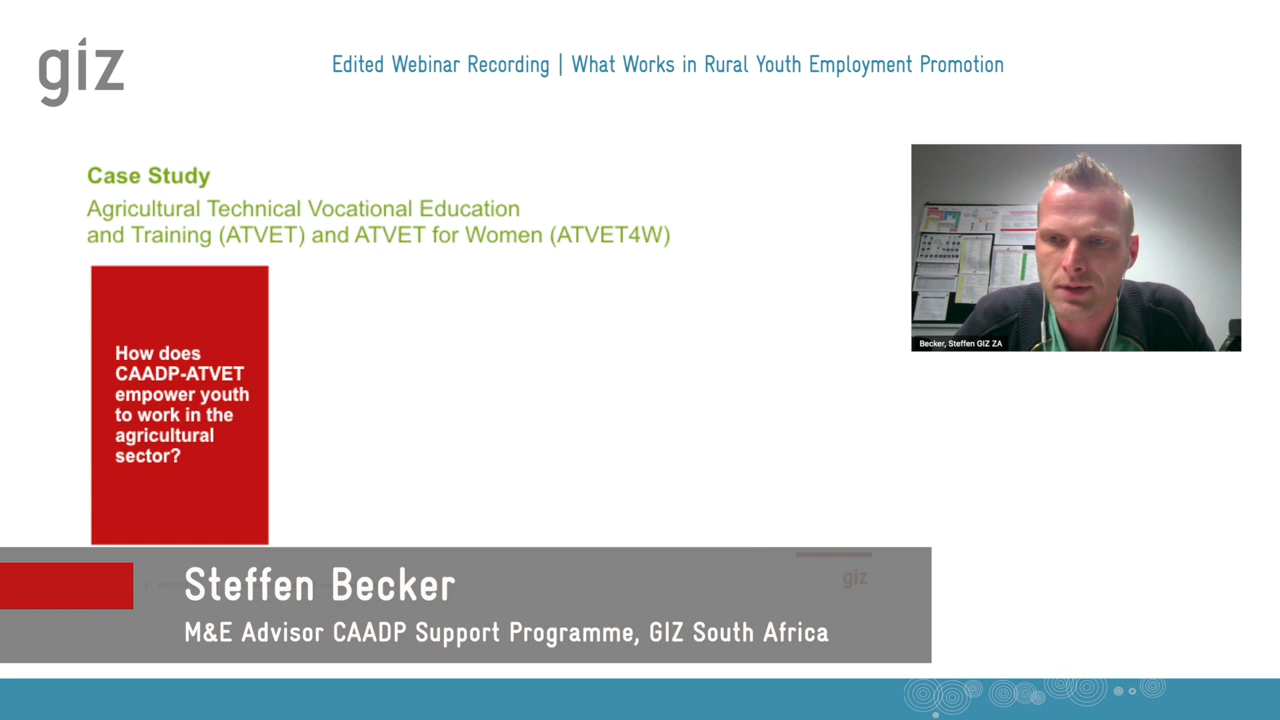 giz
Edited Webinar Recording | What Works in Rural Youth Employment Promotion
Case Study
Agricultural Technical Vocational Education
and Training (ATVET) and ATVET for Women (ATVET4W)
How does
CAADP-ATVET
empower youth
to work in the
agricultural
sector?
Becker, Steffen GIZ ZA
giz
Steffen Becker
M&E Advisor CAADP Support Programme, GIZ South Africa